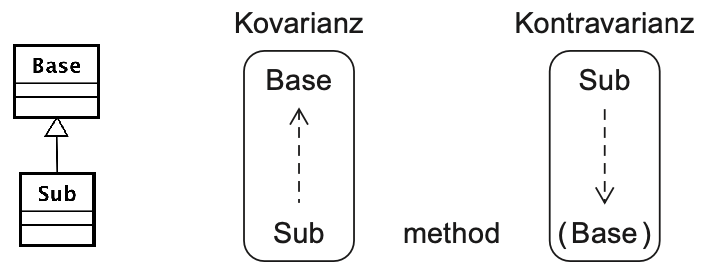 Kovarianz Kontravarianz
Base Base Sub
Sub Sub method (Base)